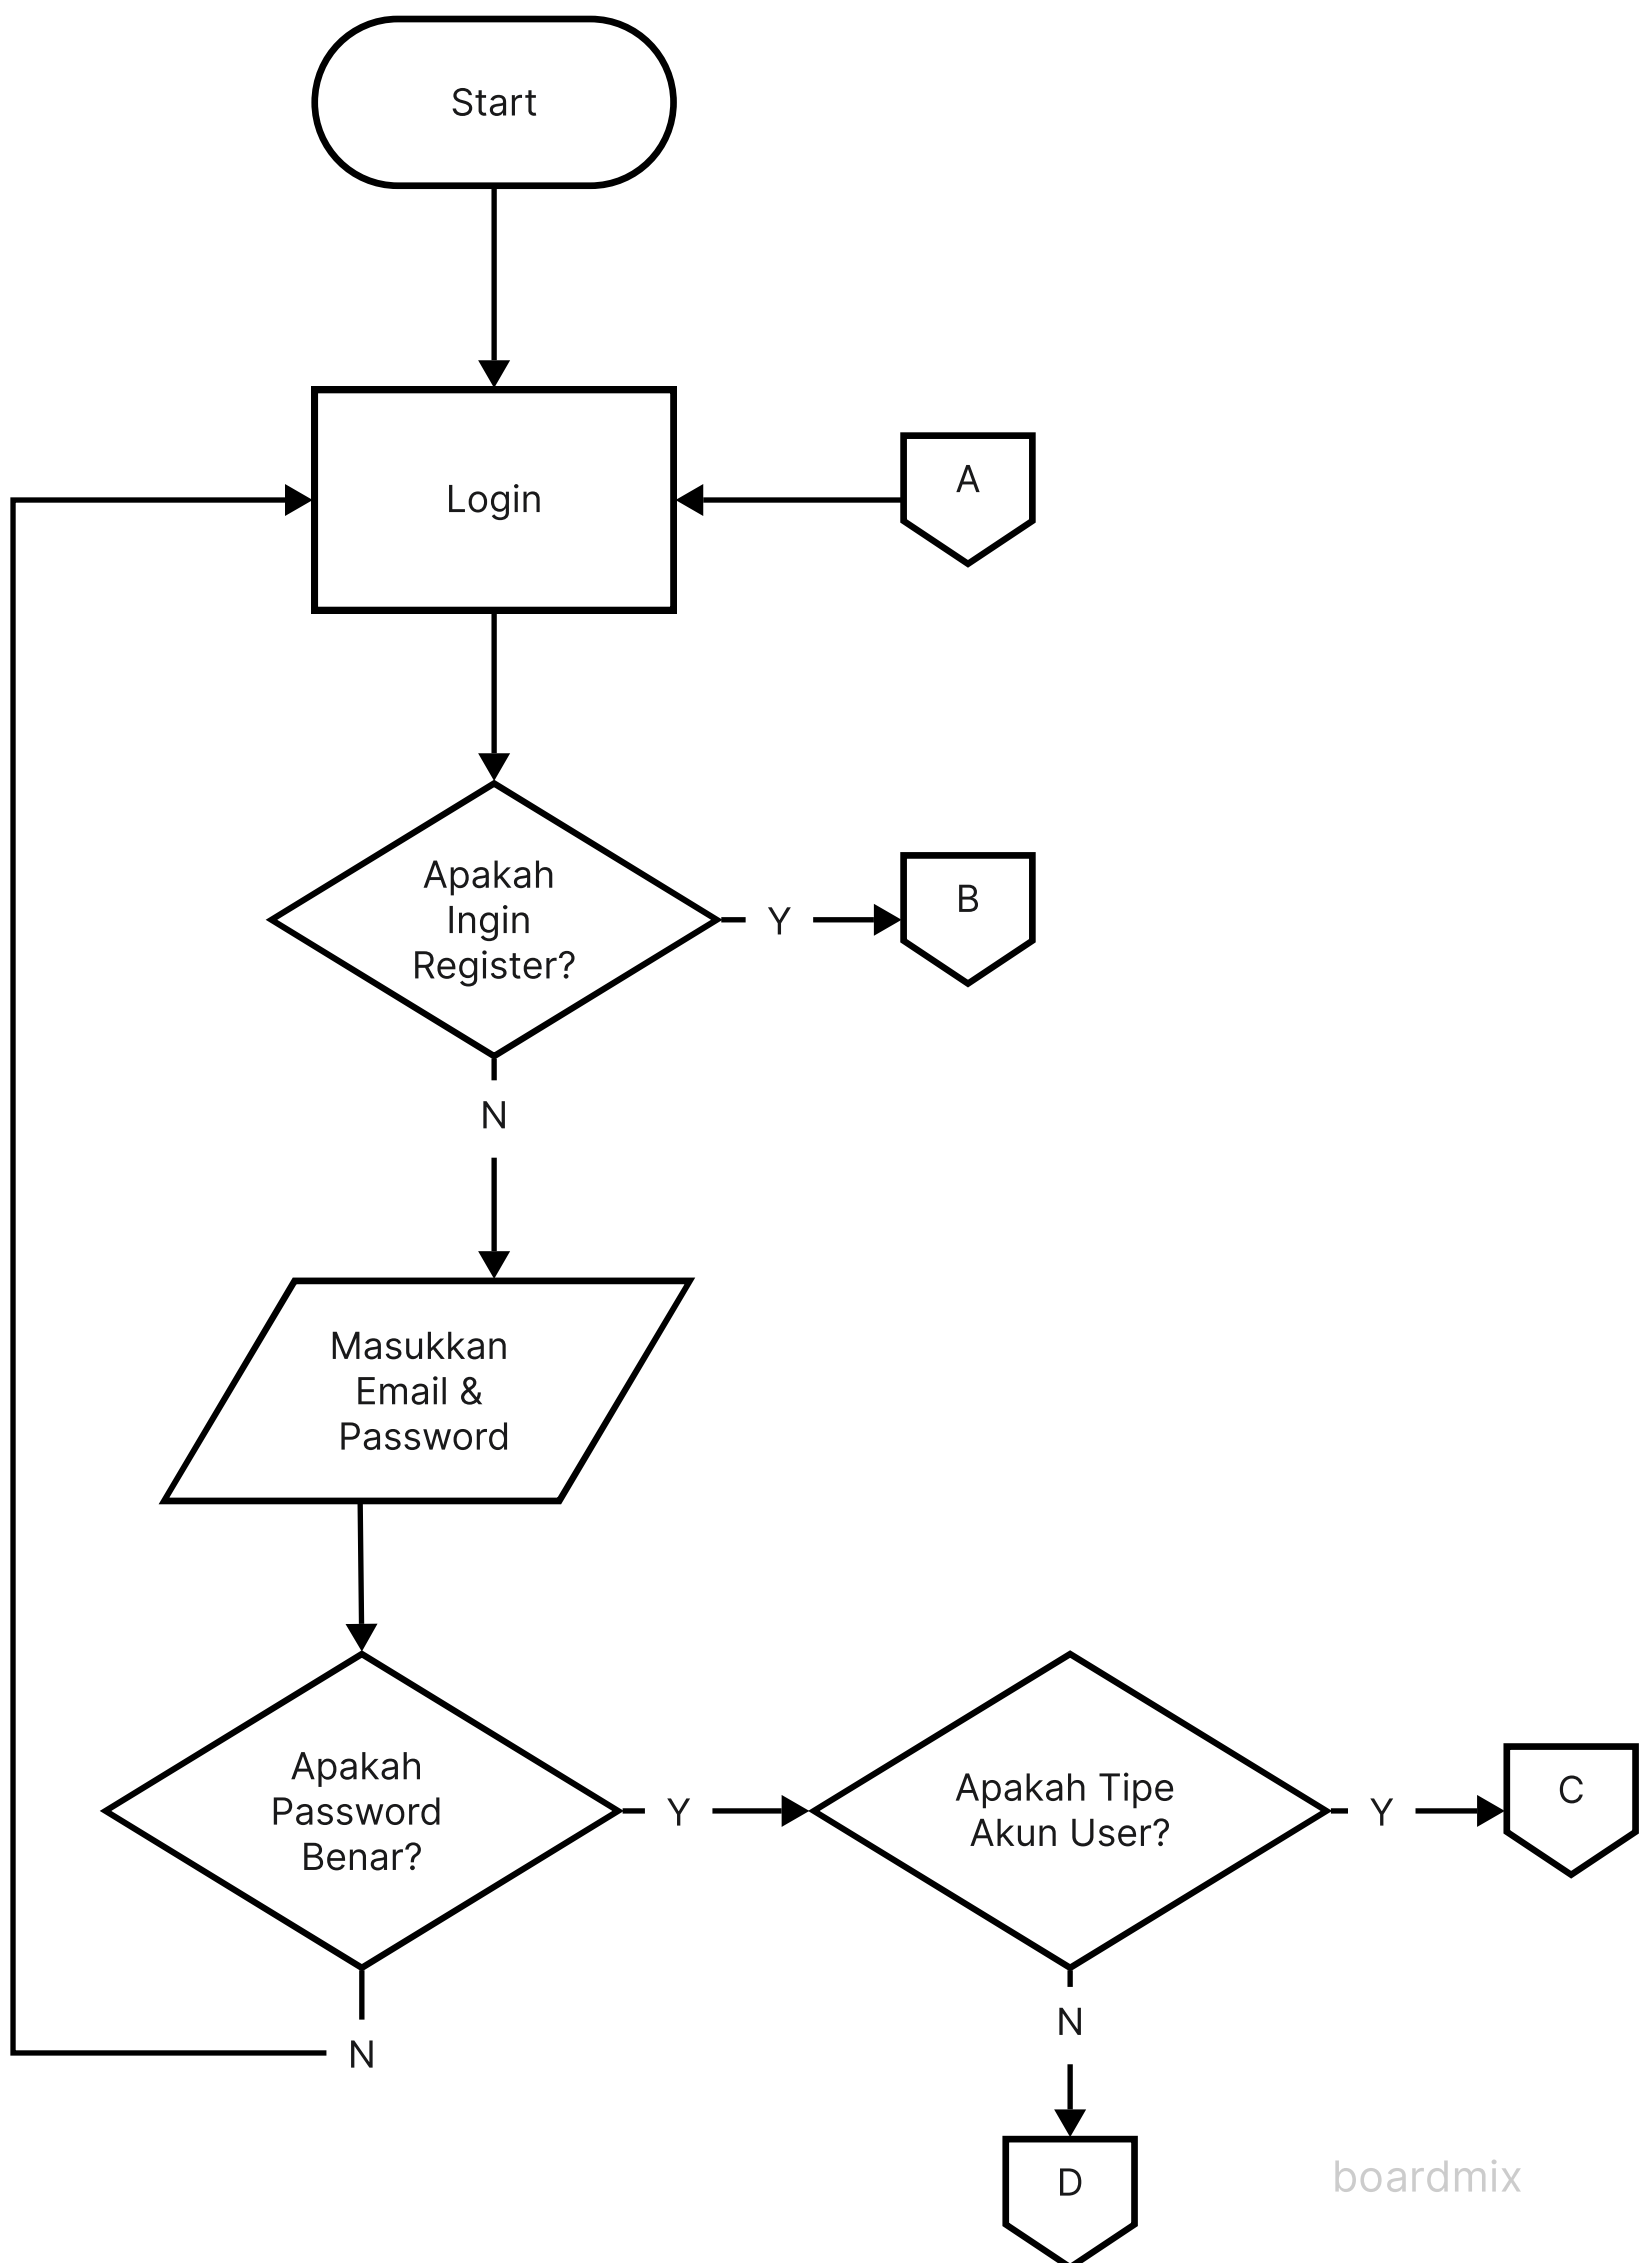 Start
Login
A
Apakah
Ingin
Register?
Y
B
N
Masukkan
Email &
Password
Apakah
Password
Benar?
Y
Apakah Tipe
Akun User?
Y
C
N
N
D
boardmix